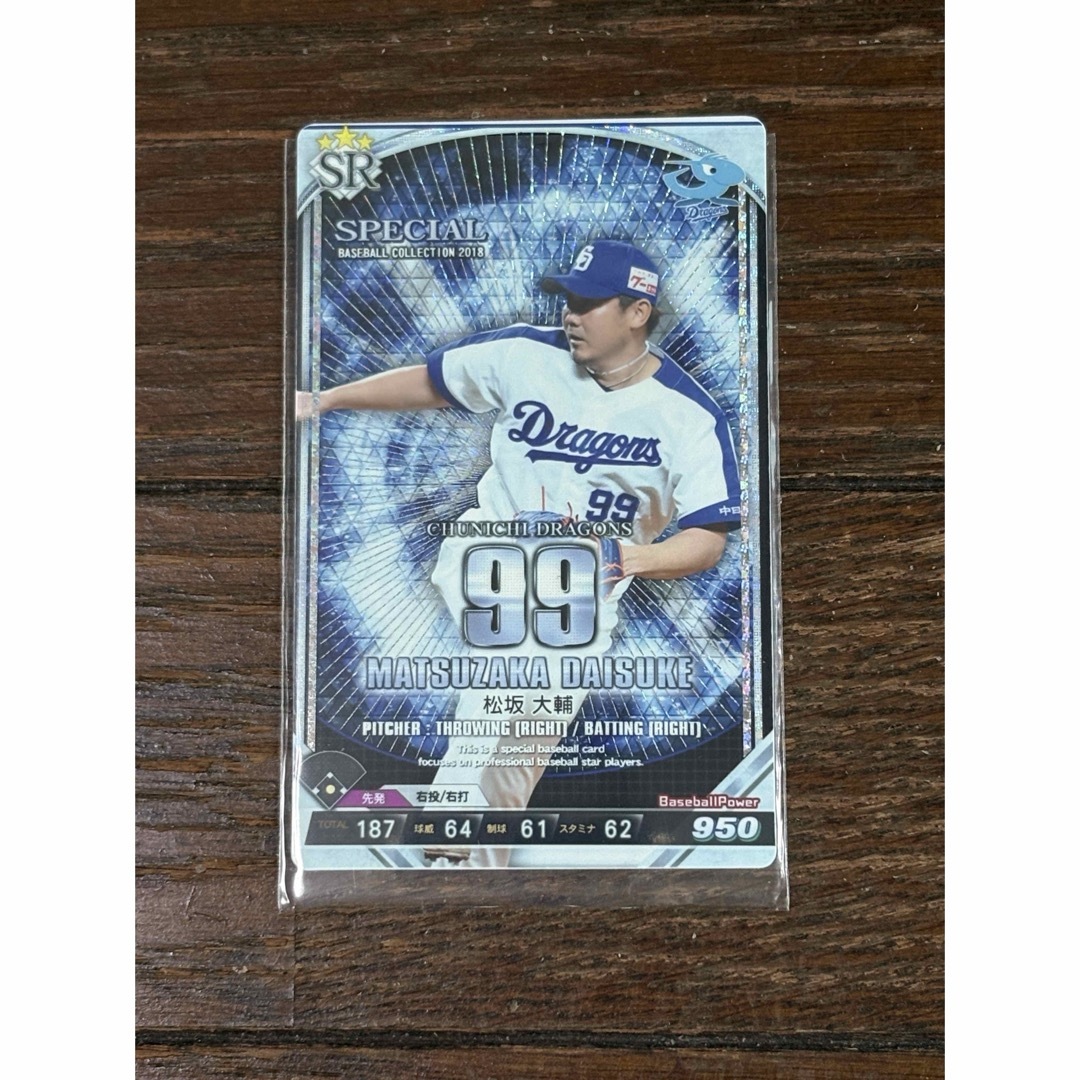 SR
Dragons
SPECIAL
BASEBALL COLLECTION 2018
D
Dragons
99
中日
CHUNICHI DRAGONS
99
MATSUZAKA DAISUKE
松坂 大輔
PITCHER : THROWING [RIGHT] / BATTING [RIGHT]
This is a special baseball card
focuses on professional baseball star players.
先発 右投/右打
BaseballPower
TOTAL 187 球威 64 制球 61 スタミナ 62 950